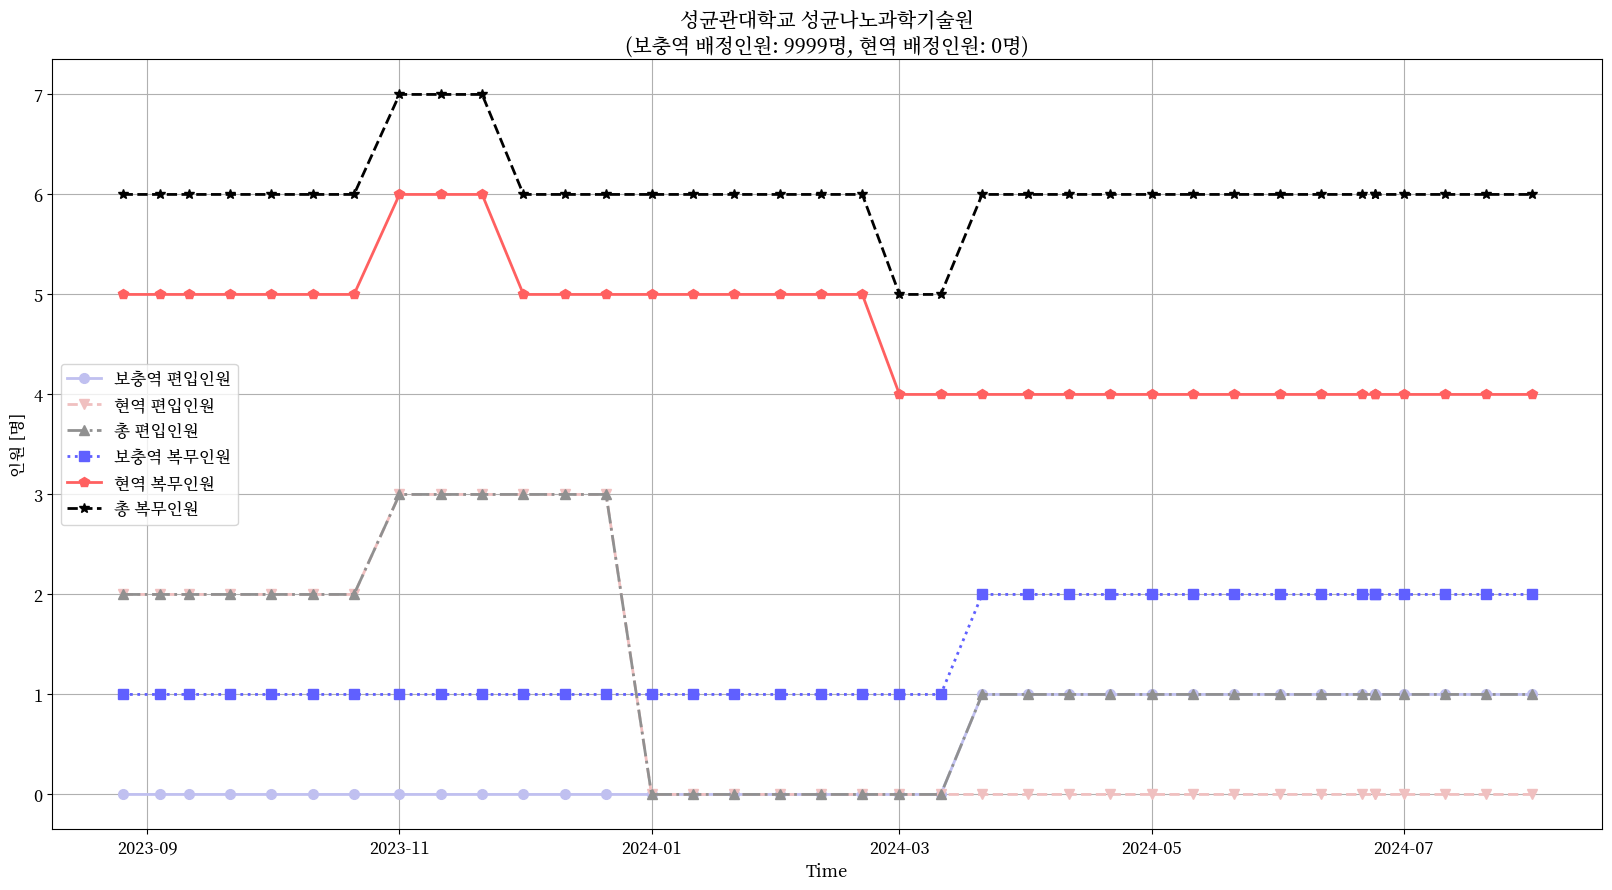 성균관대학교 성균나노과학기술원
(보충역 배정인원: 9999명, 현역 배정인원: 0명)
7
6
5
4
3
2
1
0
인원 [명]
보충역 편입인원
현역 편입인원
총 편입인원
보충역 복무인원
현역 복무인원
총 복무인원
2023-09
2023-11
2024-01
2024-03
2024-05
2024-07
Time